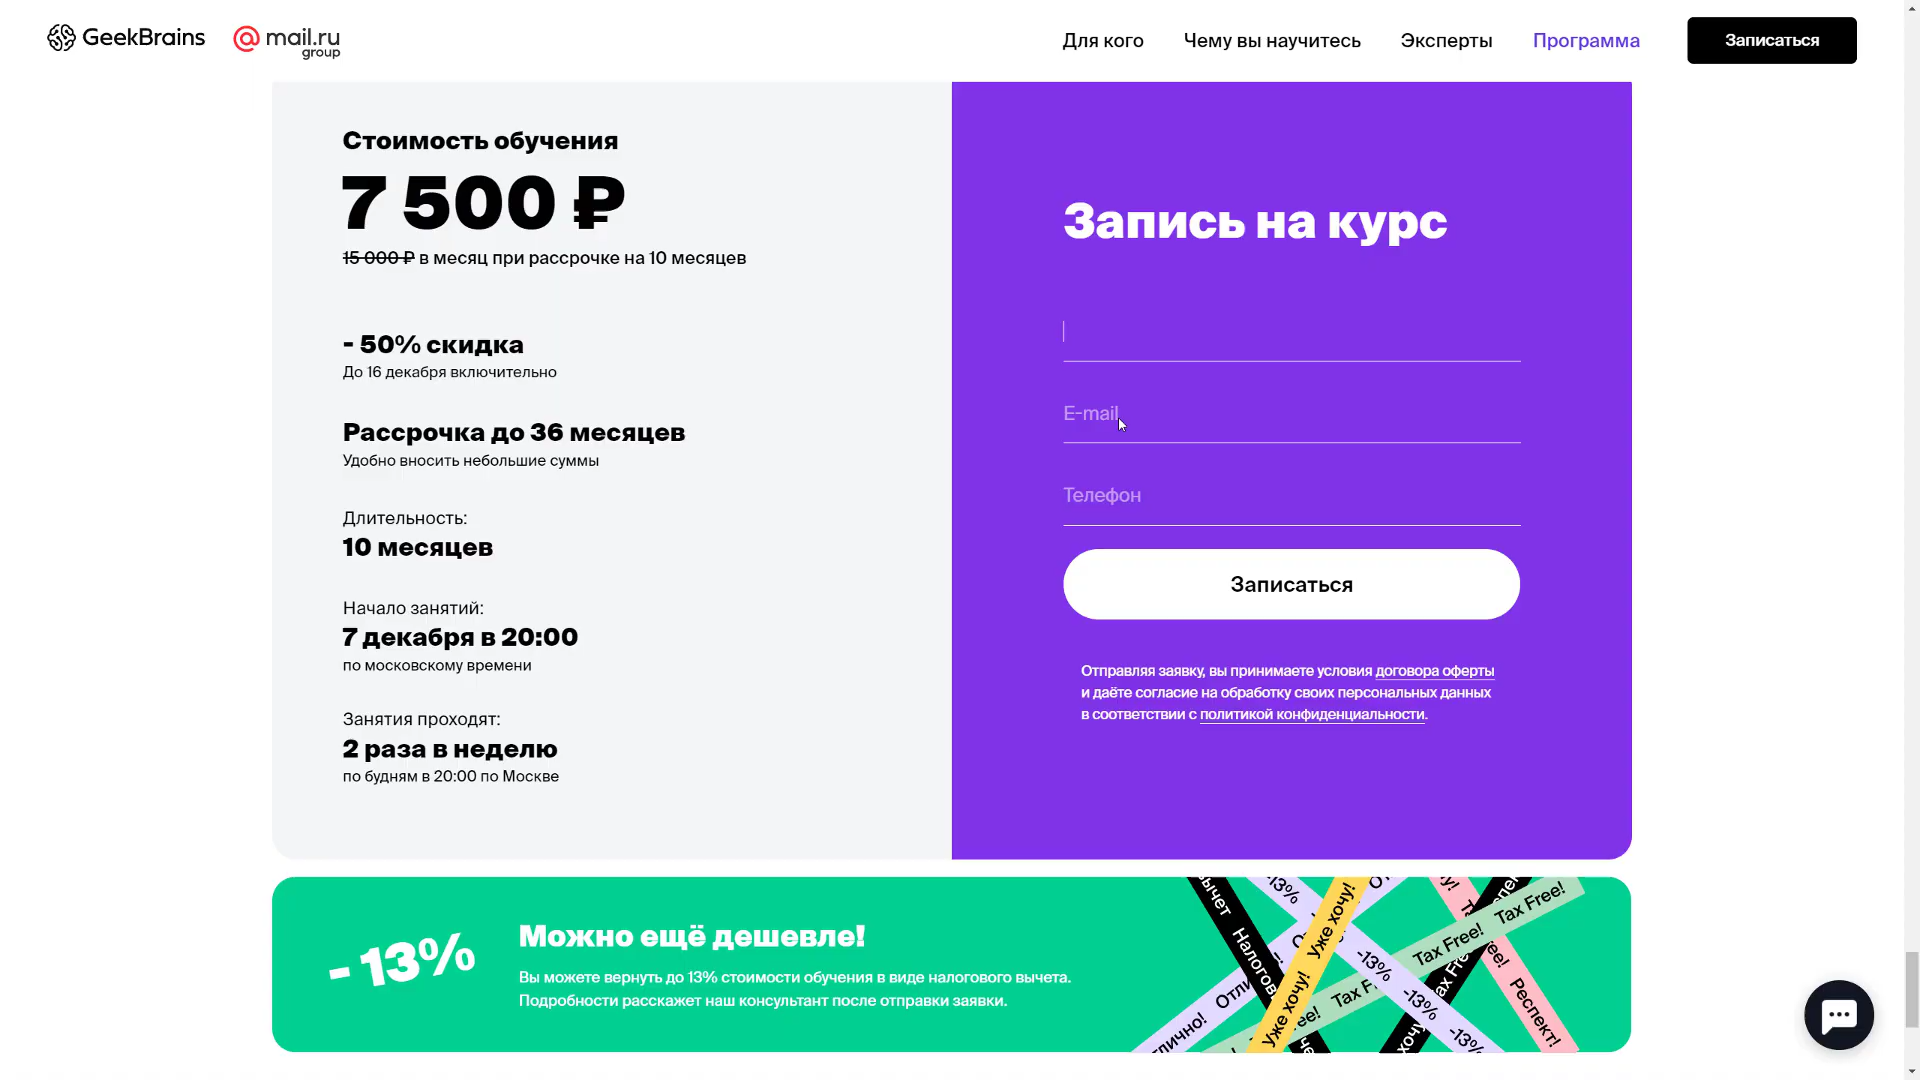 GeekBrains
@mail.ru
group
Для кого
Чему вы научитесь
Эксперты
Программа
Записаться
Стоимость обучения
7 500 ₽
15 000 ₽ в месяц при рассрочке на 10 месяцев
- 50% скидка
До 16 декабря включительно
Рассрочка до 36 месяцев
Удобно вносить небольшие суммы
Длительность:
10 месяцев
Начало занятий:
7 декабря в 20:00
по московскому времени
Занятия проходят:
2 раза в неделю
по будням в 20:00 по Москве
Запись на курс
E-mail
Телефон
Записаться
Отправляя заявку, вы принимаете условия договора оферты
и даёте согласие на обработку своих персональных данных
в соответствии с политикой конфиденциальности.
- 13%
Можно ещё дешевле!
Вы можете вернуть до 13% стоимости обучения в виде налогового вычета.
Подробности расскажет наш консультант после отправки заявки.
-13%
Уже хочу!
Уже хочу!
Tax Free!
Tax Free!
-13%
-13%
-13%
Респект!